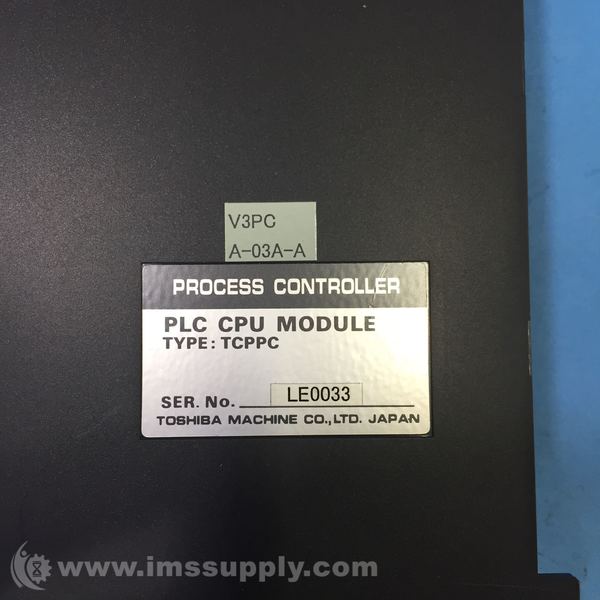 V3PC
A-03A-A
PROCESS CONTROLLER
PLC CPU MODULE
TYPE: TCPPC
SER. No. LE0033
TOSHIBA MACHINE CO.,LTD. JAPAN
www.imssupply.com